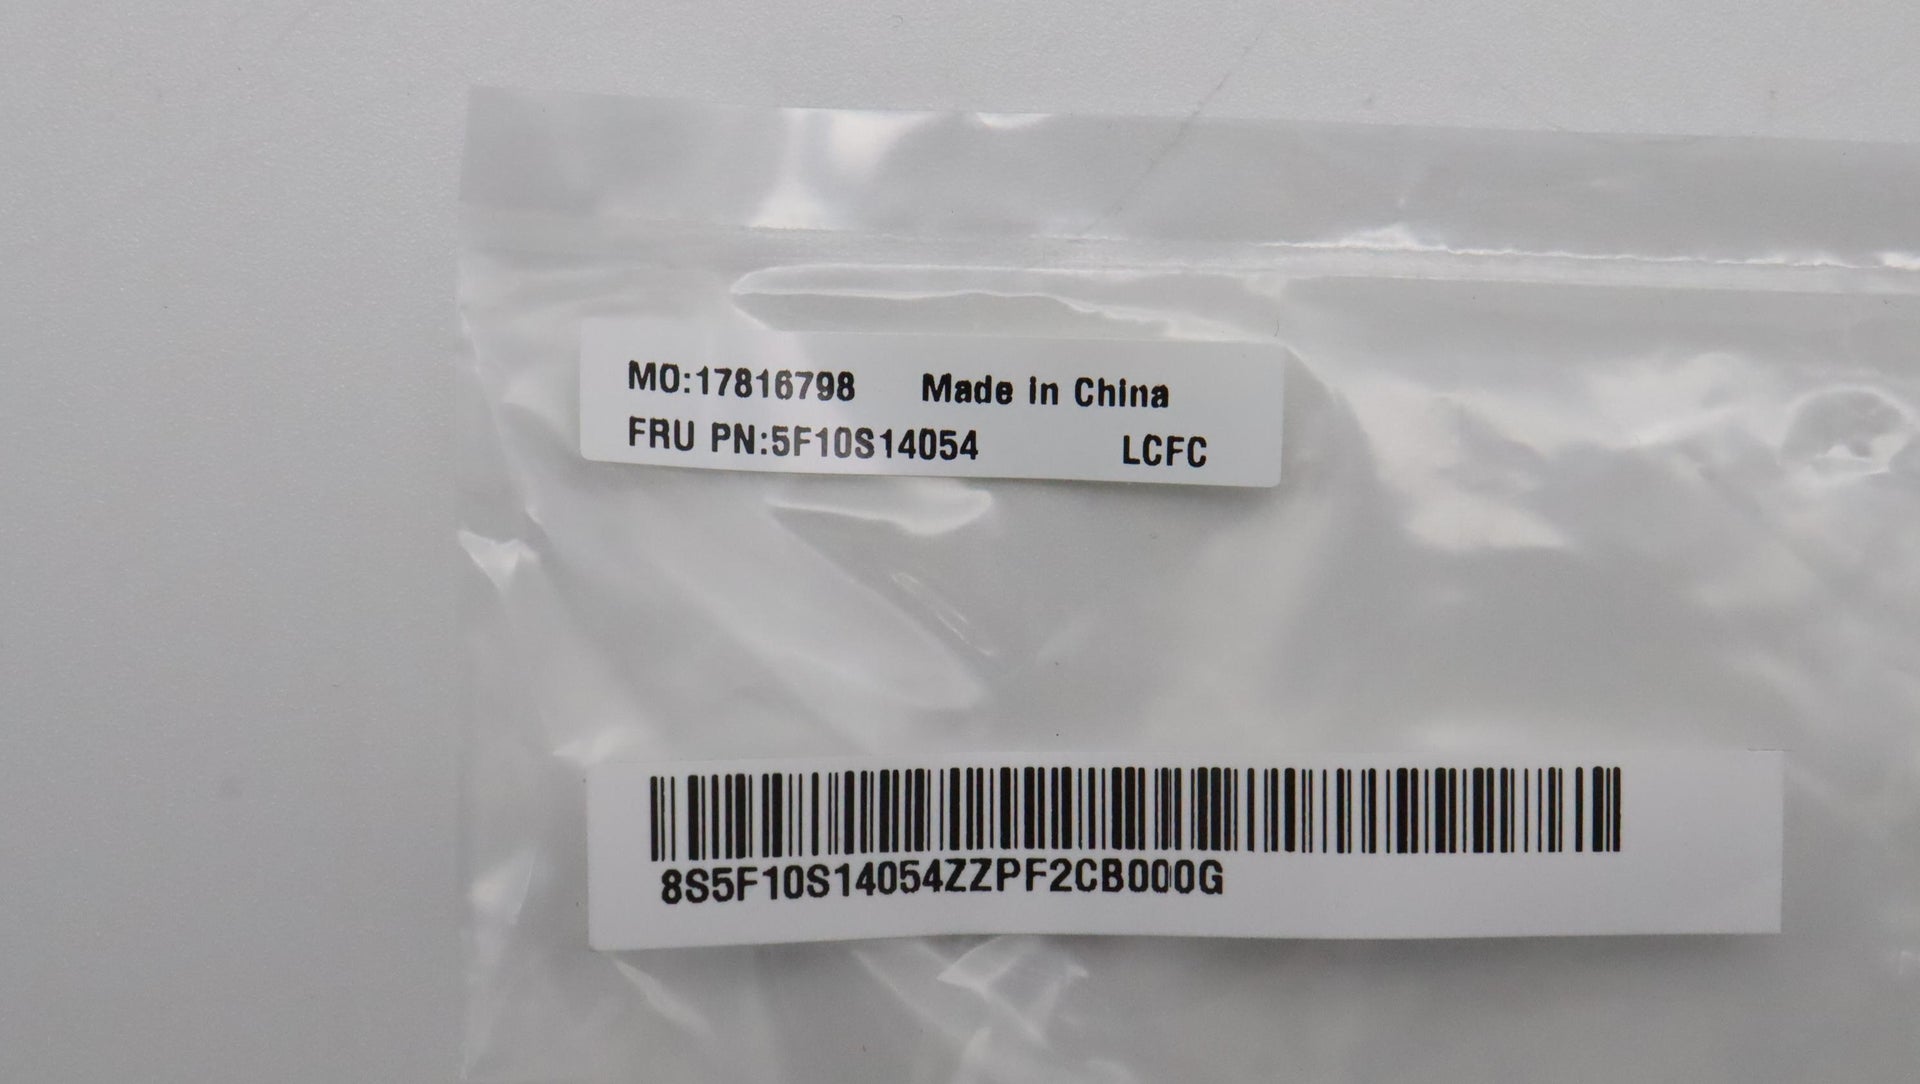 MO:17816798 Made in China
FRU PN:5F10S14054 LCFC
8S5F10S14054ZZPF2CB000G